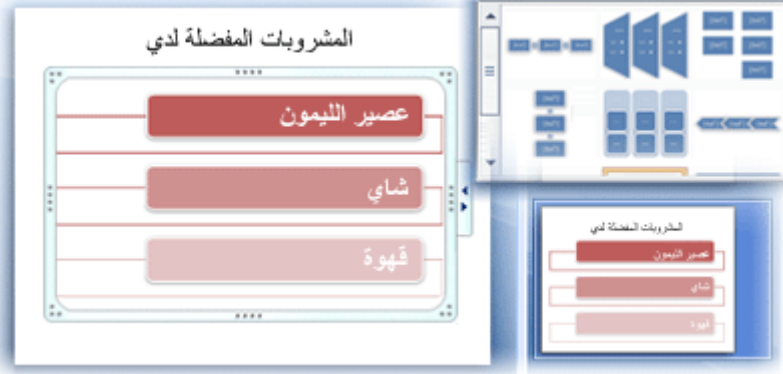 المشروبات المفضلة لدي
عصير الليمون
شاي
قهوة
المشروبات المفضلة لدي
عصير الليمون
شاي
قهوة